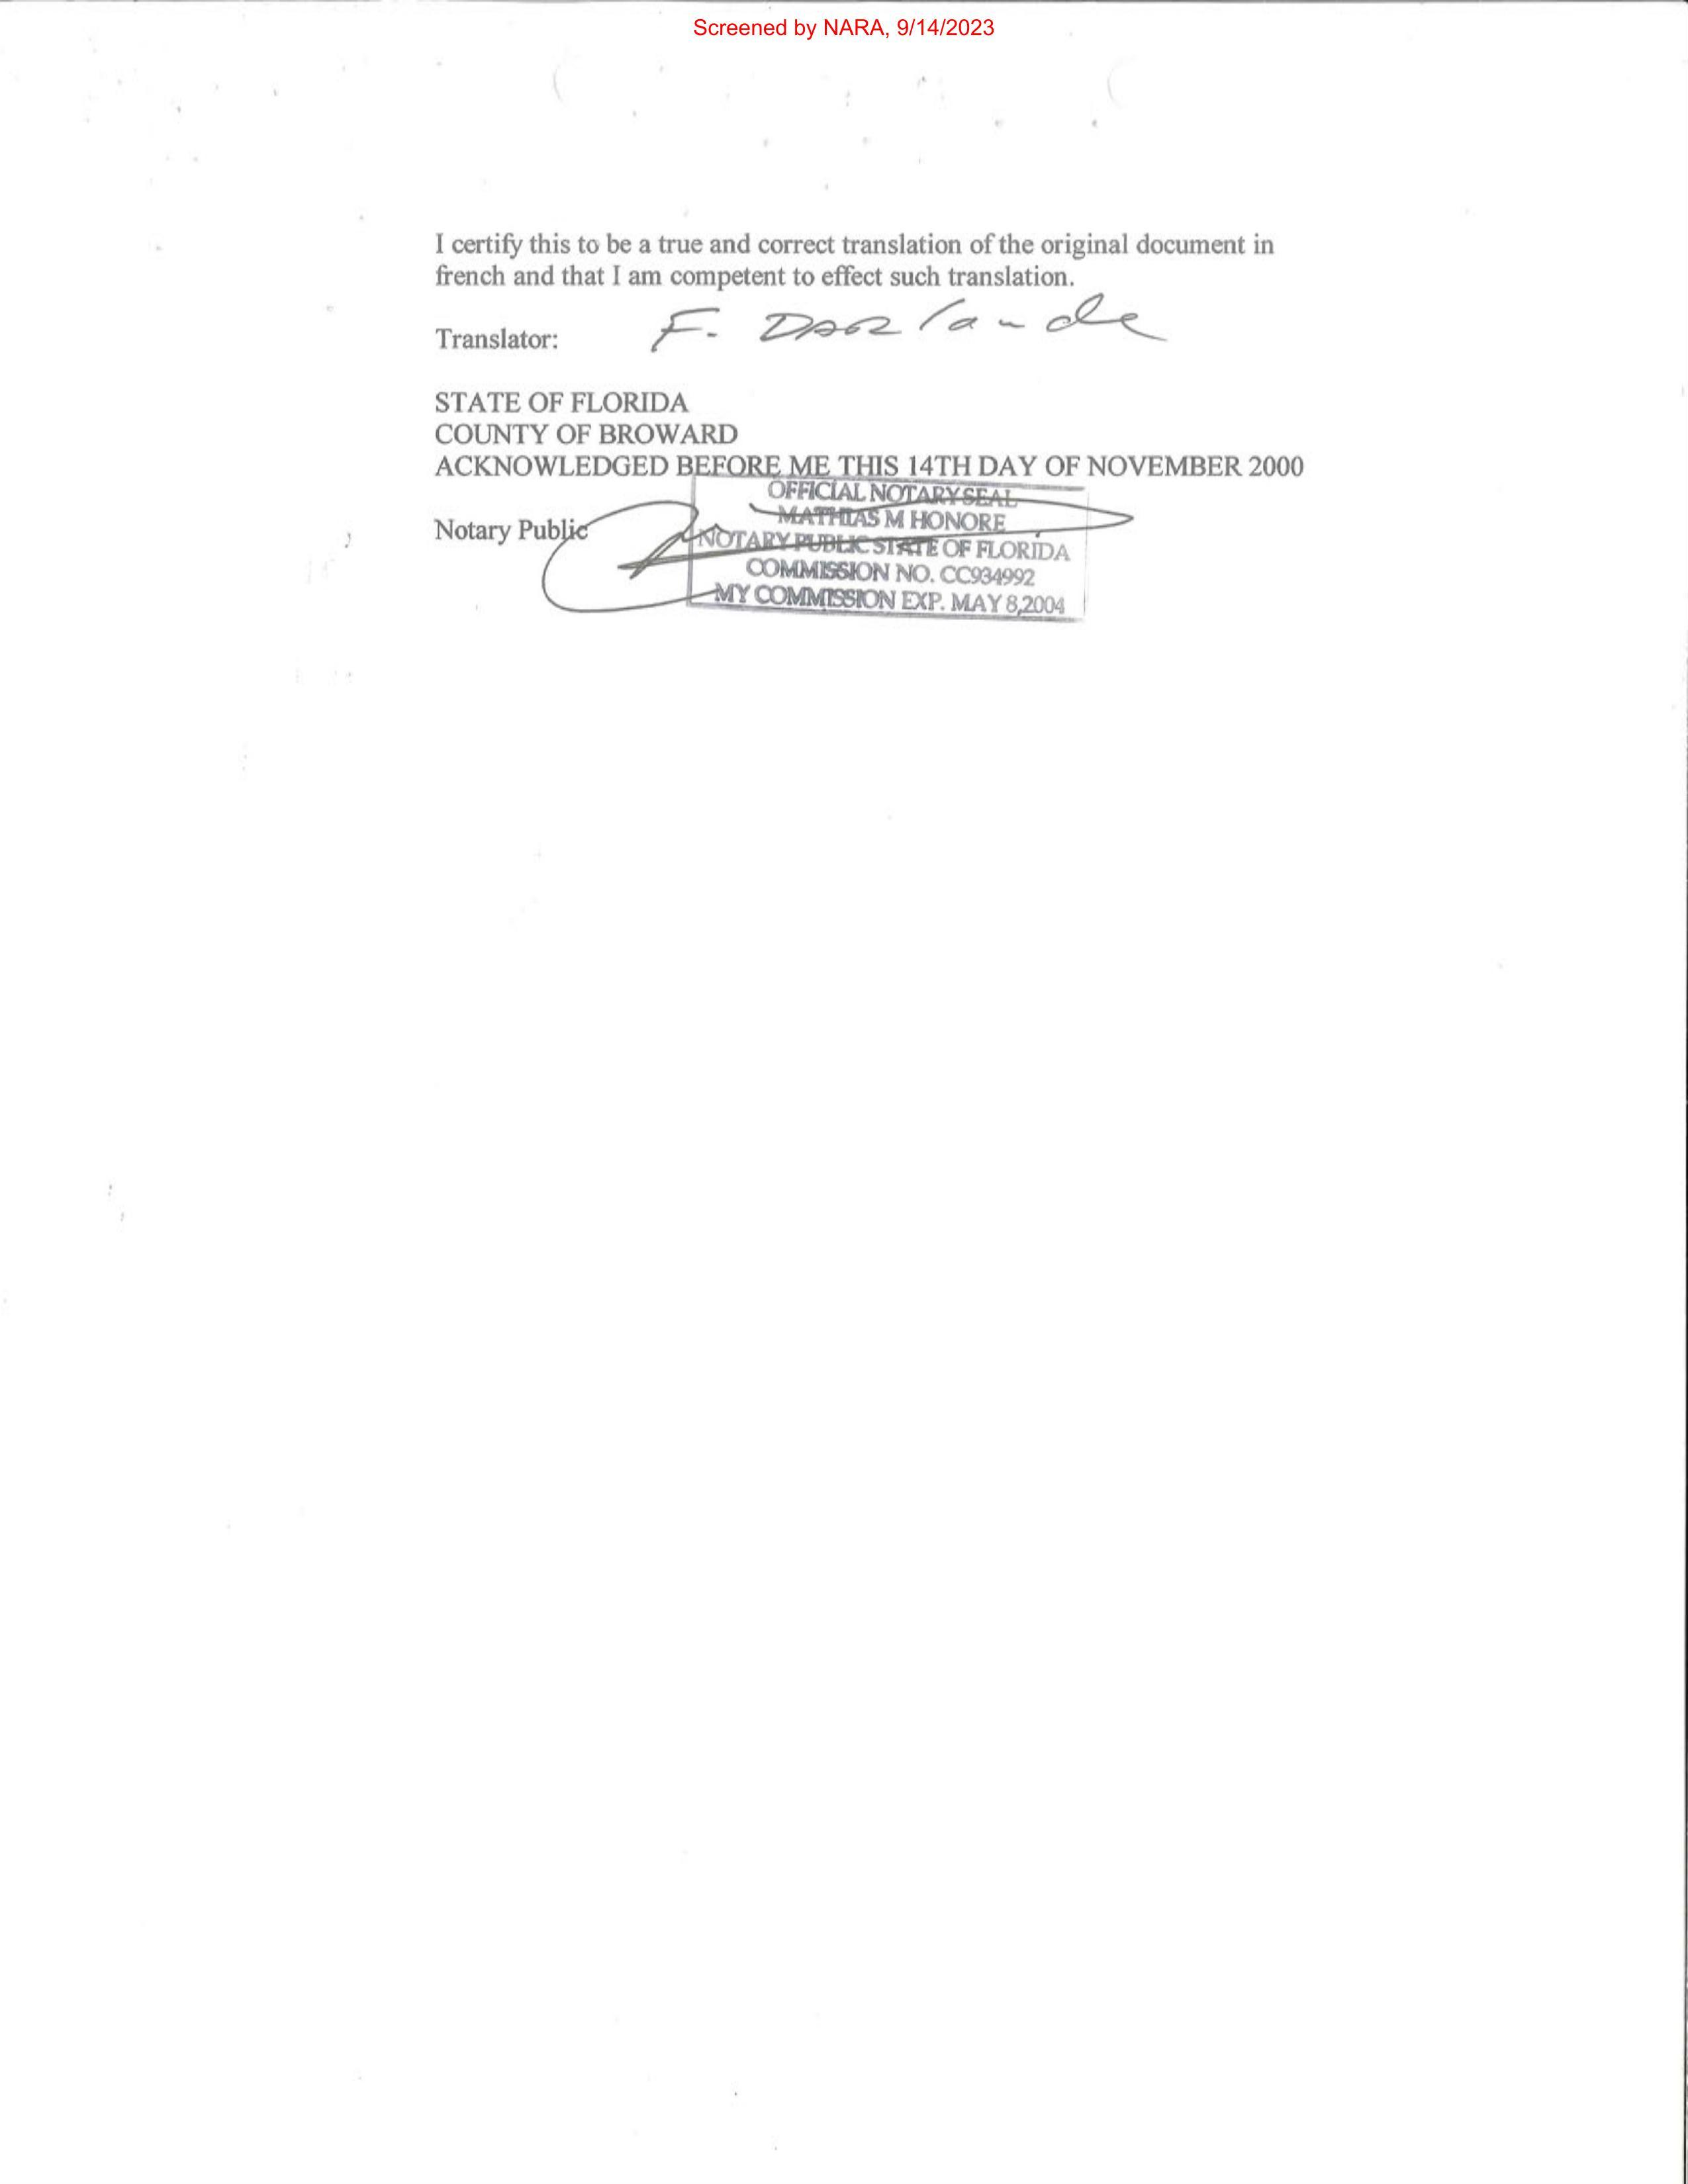 Screened by NARA, 9/14/2023
I certify this to be a true and correct translation of the original document in
french and that I am competent to effect such translation.
Translator: F. Darlande
STATE OF FLORIDA
COUNTY OF BROWARD
ACKNOWLEDGED BEFORE ME THIS 14TH DAY OF NOVEMBER 2000
OFFICIAL NOTARY SEAL
MATHIAS M HONORE
Notary Public
NOTARY PUBLIC STATE OF FLORIDA
COMMISSION NO. CC934992
MY COMMISSION EXP. MAY 8,2004